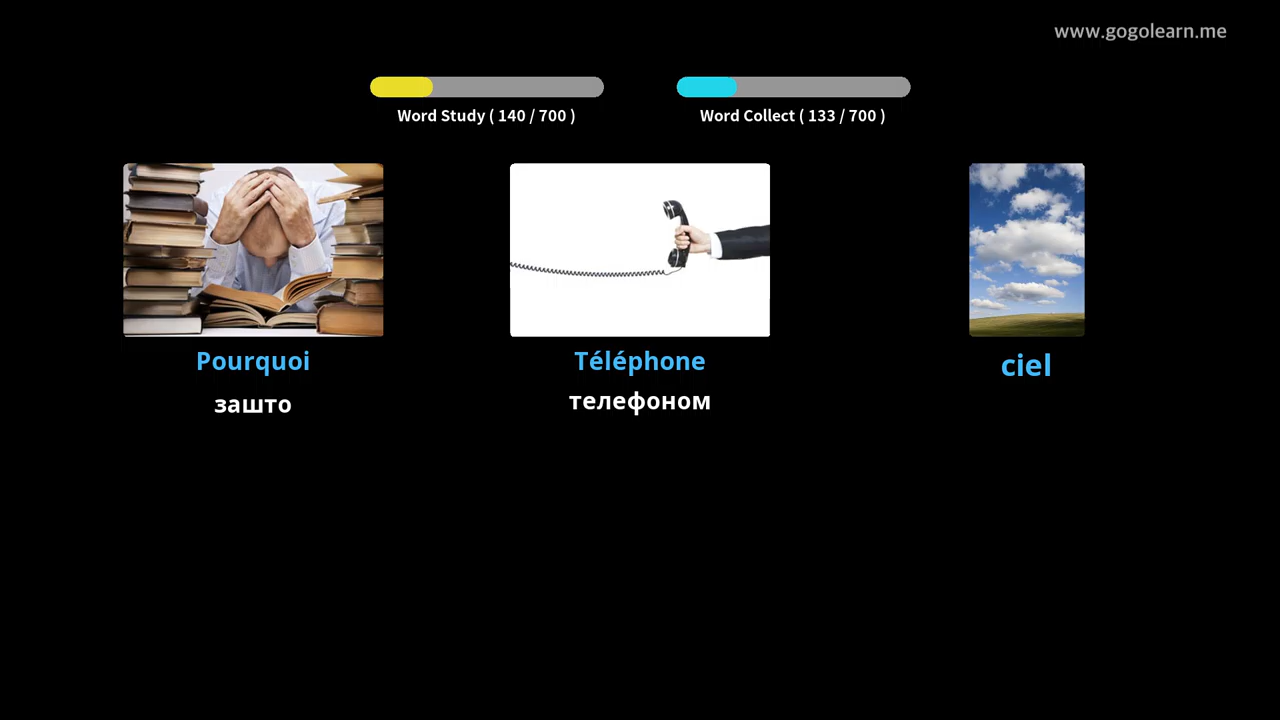 www.gogolearn.me
Word Study ( 140 / 700 )
Word Collect ( 133 / 700 )
Pourquoi
зашто
Téléphone
телефоном
ciel